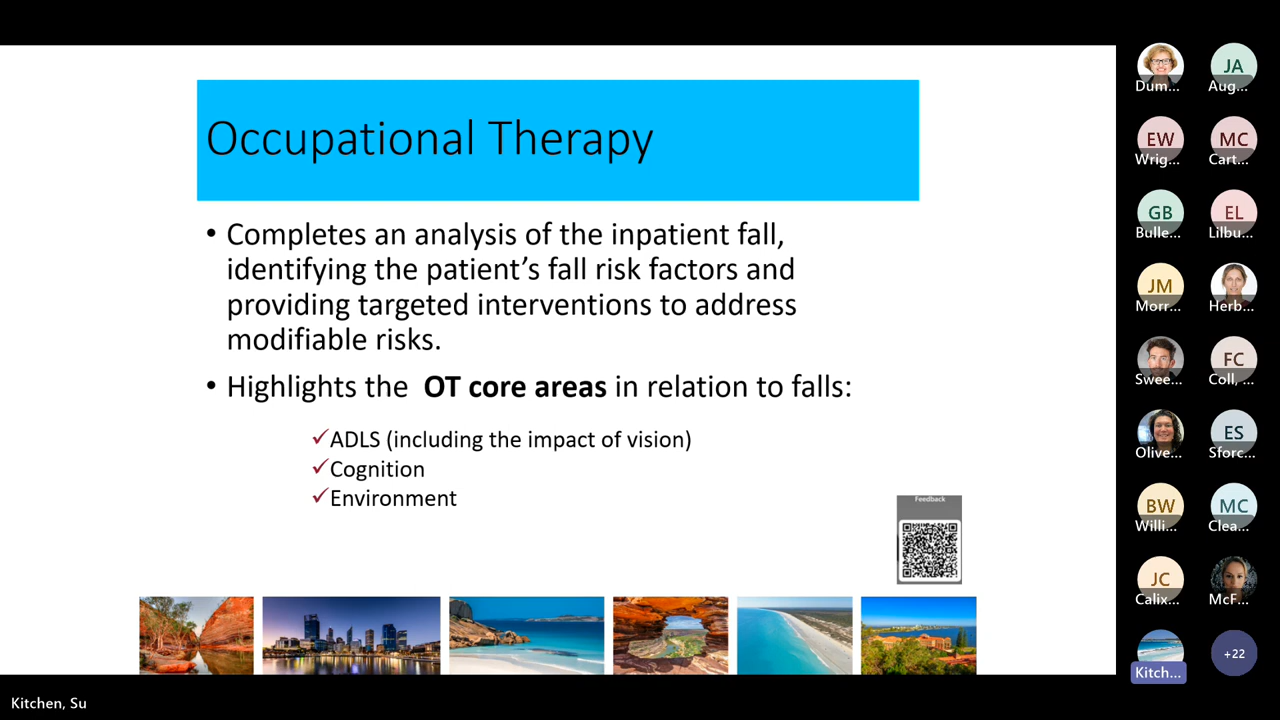 Occupational Therapy
• Completes an analysis of the inpatient fall,
identifying the patient’s fall risk factors and
providing targeted interventions to address
modifiable risks.
• Highlights the OT core areas in relation to falls:
✓ADLS (including the impact of vision)
✓Cognition
✓Environment
Feedback
Dum...
JA
Aug...
EW
Wrig...
MC
Cart...
GB
Bulle...
EL
Lilbu...
JM
Morr...
Herb...
Swee...
FC
Coll, ...
Olive...
ES
Sforc...
BW
Willi...
MC
Clea...
JC
Calix...
McF...
Kitch...
+22
Kitchen, Su